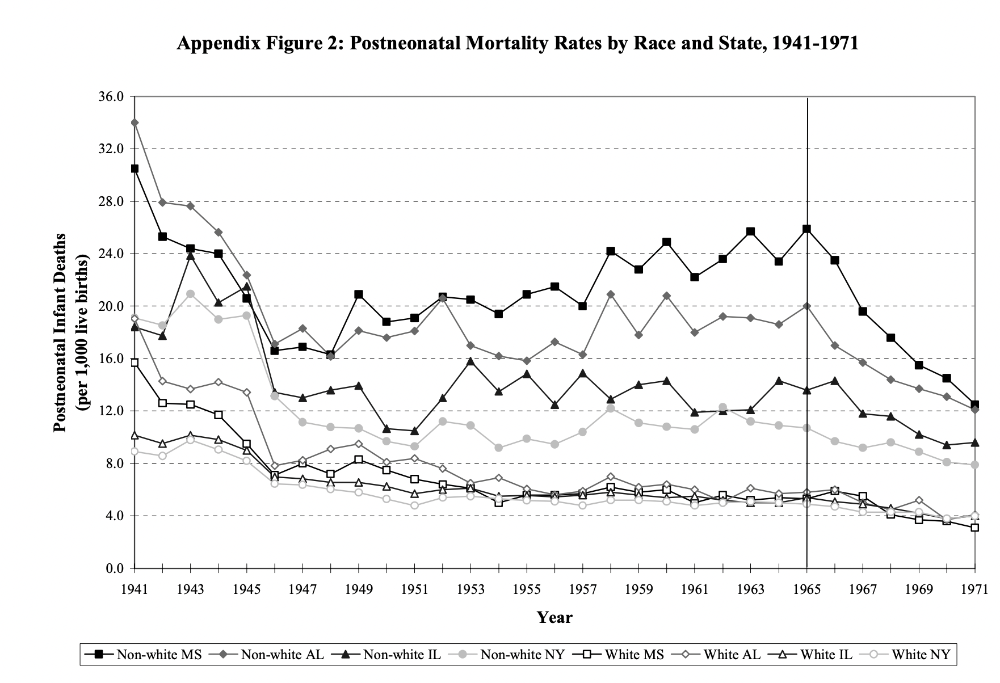 Appendix Figure 2: Postneonatal Mortality Rates by Race and State, 1941-1971
36.0
32.0
28.0
24.0
20.0
16.0
12.0
8.0
4.0
0.0
Postneonatal Infant Deaths
(per 1,000 live births)
1941 1943 1945 1947 1949 1951 1953 1955 1957 1959 1961 1963 1965 1967 1969 1971
Year
Non-white MS Non-white AL Non-white IL Non-white NY White MS White AL White IL White NY